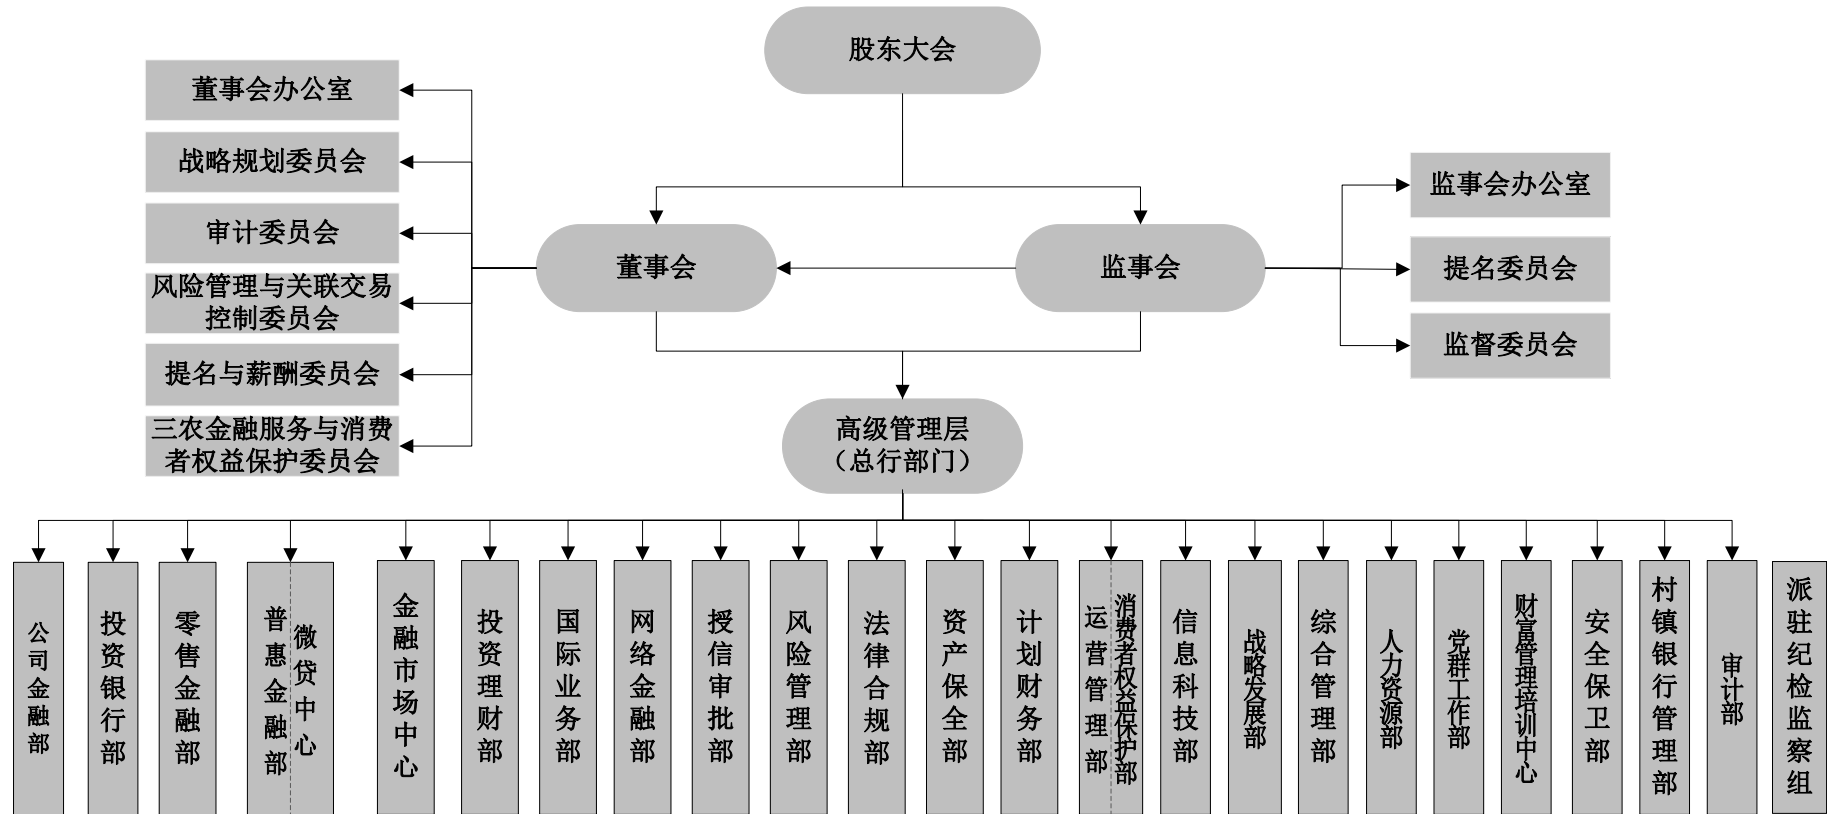 股东大会
董事会办公室
战略规划委员会
审计委员会
风险管理与关联交易
控制委员会
提名与薪酬委员会
三农金融服务与消费
者权益保护委员会
董事会
监事会
监事会办公室
提名委员会
监督委员会
高级管理层
（总行部门）
公司金融部
投资银行部
零售金融部
普惠金融部
微贷中心
金融市场中心
投资理财部
国际业务部
网络金融部
授信审批部
风险管理部
法律合规部
资产保全部
计划财务部
运营管理部
消费者权益保护部
信息科技部
战略发展部
综合管理部
人力资源部
党群工作部
财富管理培训中心
安全保卫部
村镇银行管理部
审计部
派驻纪检监察组